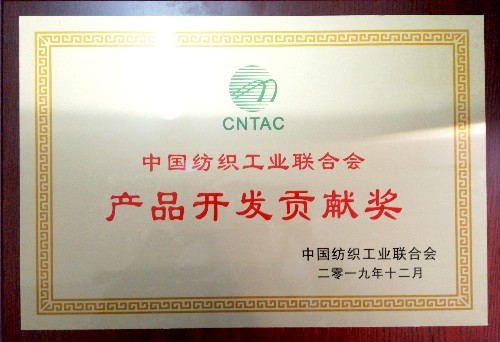 CNTAC
中国纺织工业联合会
产品开发贡献奖
中国纺织工业联合会
二零一九年十二月